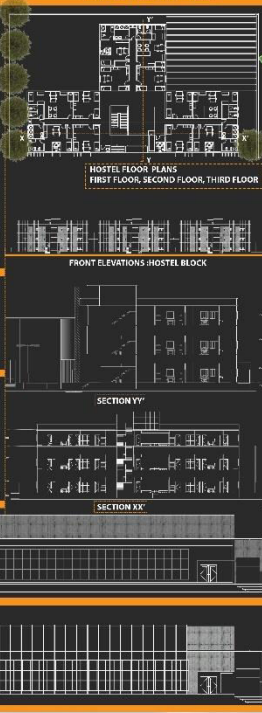 Y'
X
X'
Y
HOSTEL FLOOR PLANS
FIRST FLOOR, SECOND FLOOR, THIRD FLOOR
FRONT ELEVATIONS :HOSTEL BLOCK
SECTION YY'
SECTION XX'